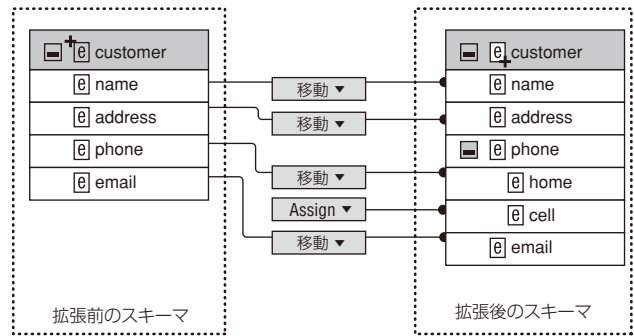 customer
name
address
phone
email
拡張前のスキーマ
移動
移動
移動
Assign
移動
customer
name
address
phone
home
cell
email
拡張後のスキーマ